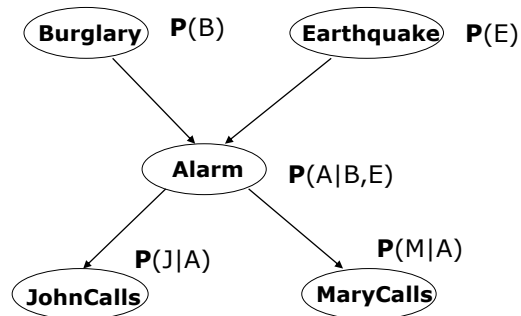 Burglary P(B)
Earthquake P(E)
Alarm
P(A|B,E)
P(J|A)
P(M|A)
JohnCalls
MaryCalls